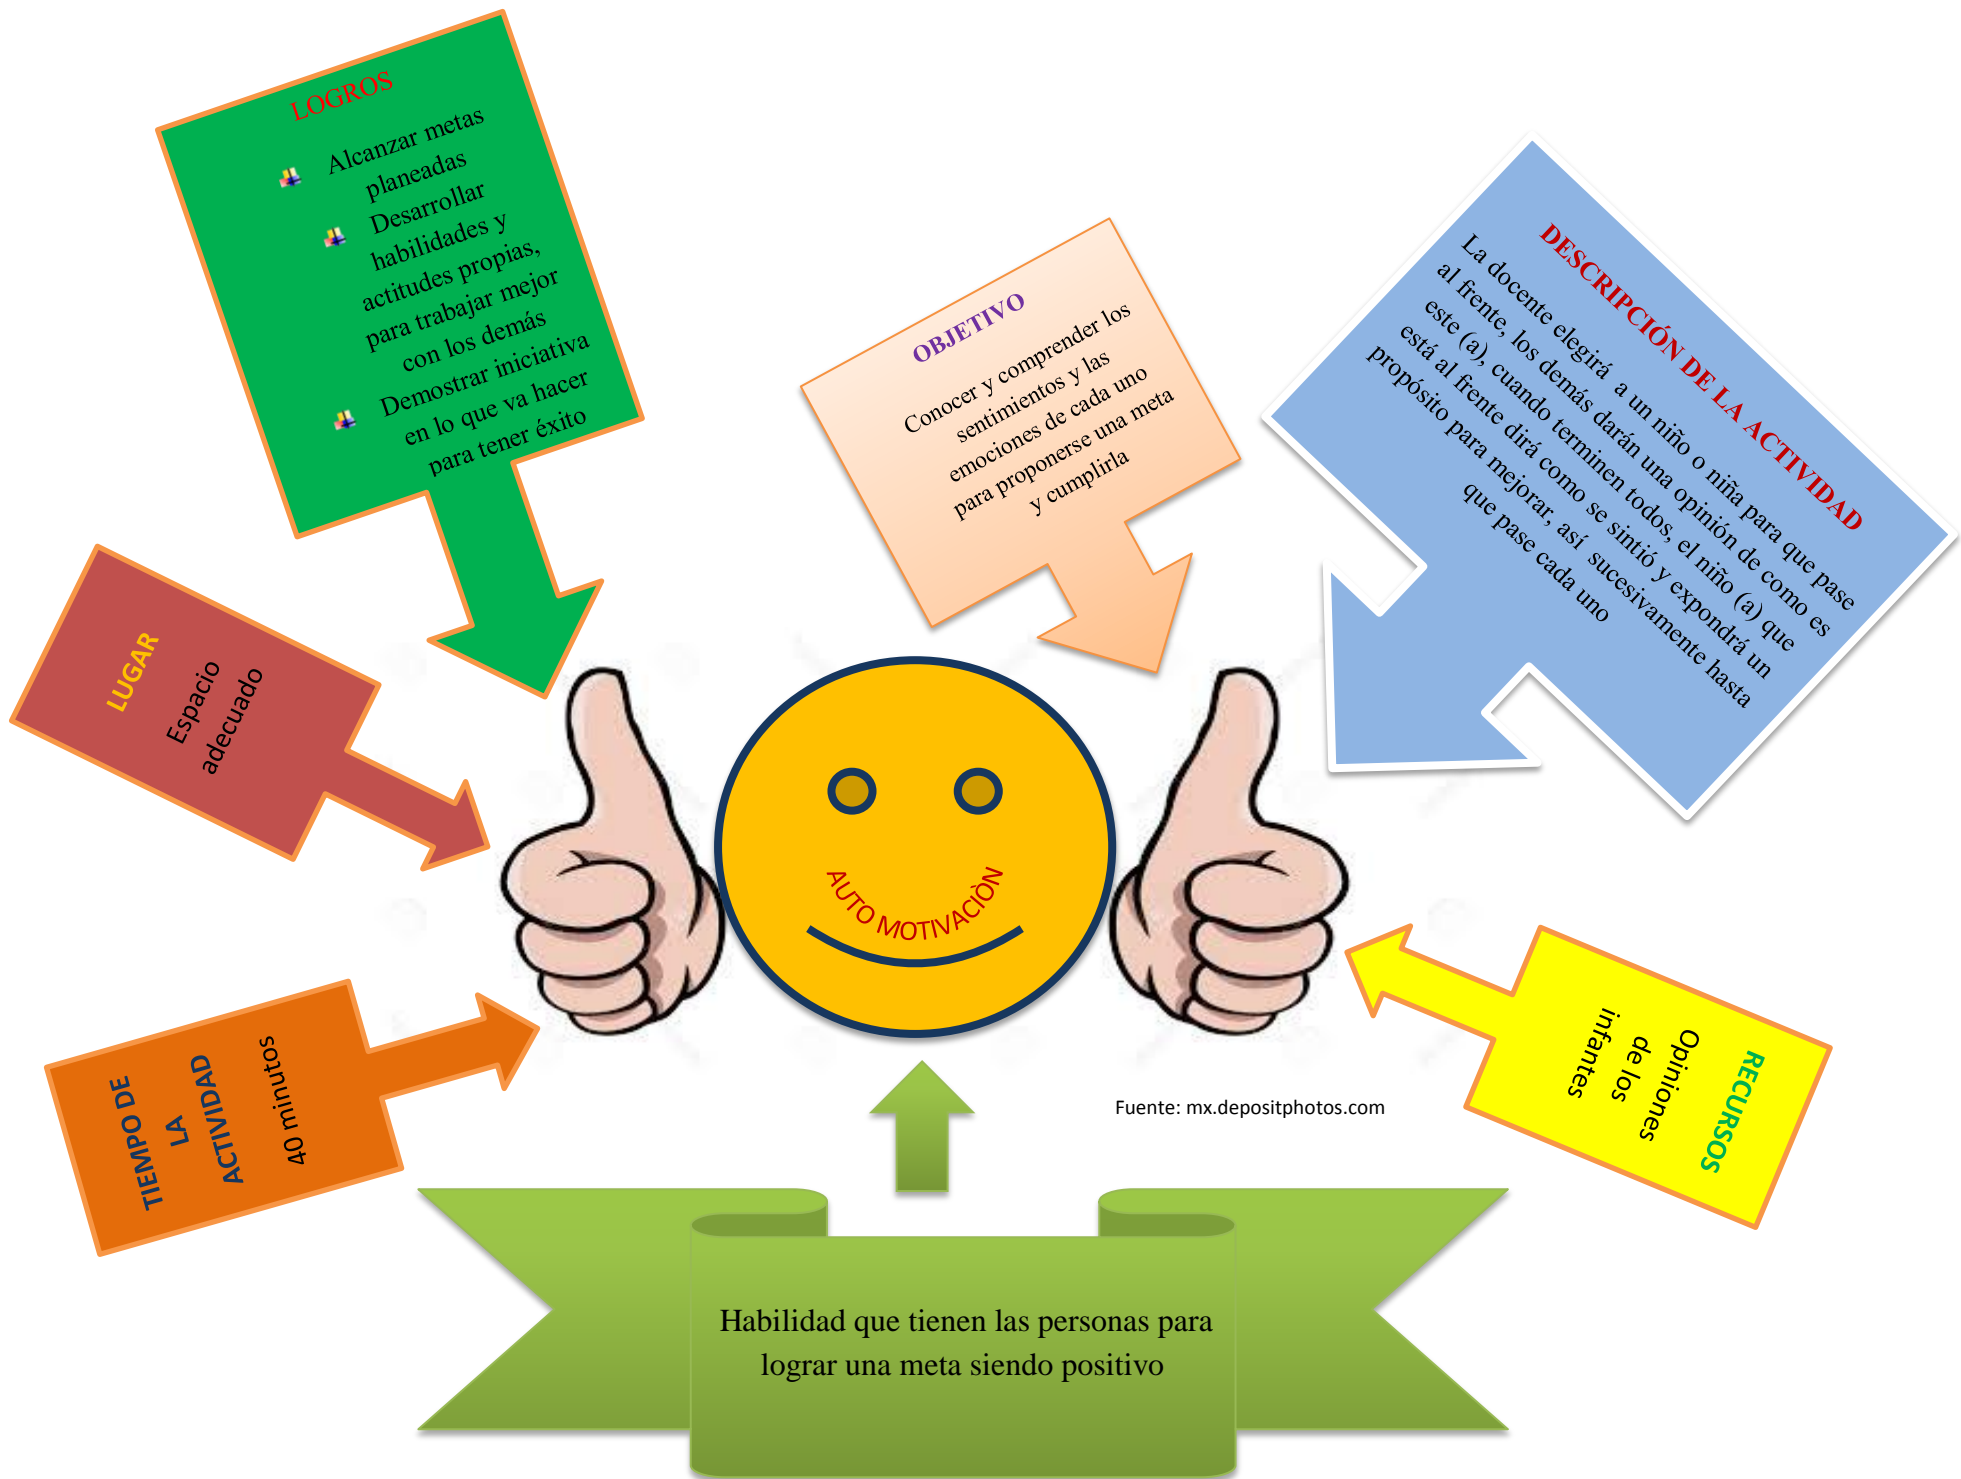 LOGROS
Alcanzar metas
planeadas
Desarrollar
habilidades y
actitudes propias,
para trabajar mejor
con los demás
Demostrar iniciativa
en lo que va hacer
para tener éxito
OBJETIVO
Conocer y comprender los
sentimientos y las
emociones de cada uno
para proponerse una meta
y cumplirla
DESCRIPCIÓN DE LA ACTIVIDAD
La docente elegirá a un niño o niña para que pase
al frente, los demás darán una opinión de como es
este (a), cuando terminen todos, el niño (a) que
está al frente dirá como se sintió y expondrá un
propósito para mejorar, así sucesivamente hasta
que pase cada uno
LUGAR
Espacio
adecuado
AUTO MOTIVACIÒN
TIEMPO DE
LA
ACTIVIDAD
40 minutos
RECURSOS
Opiniones
de los
infantes
Fuente: mx.depositphotos.com
Habilidad que tienen las personas para
lograr una meta siendo positivo